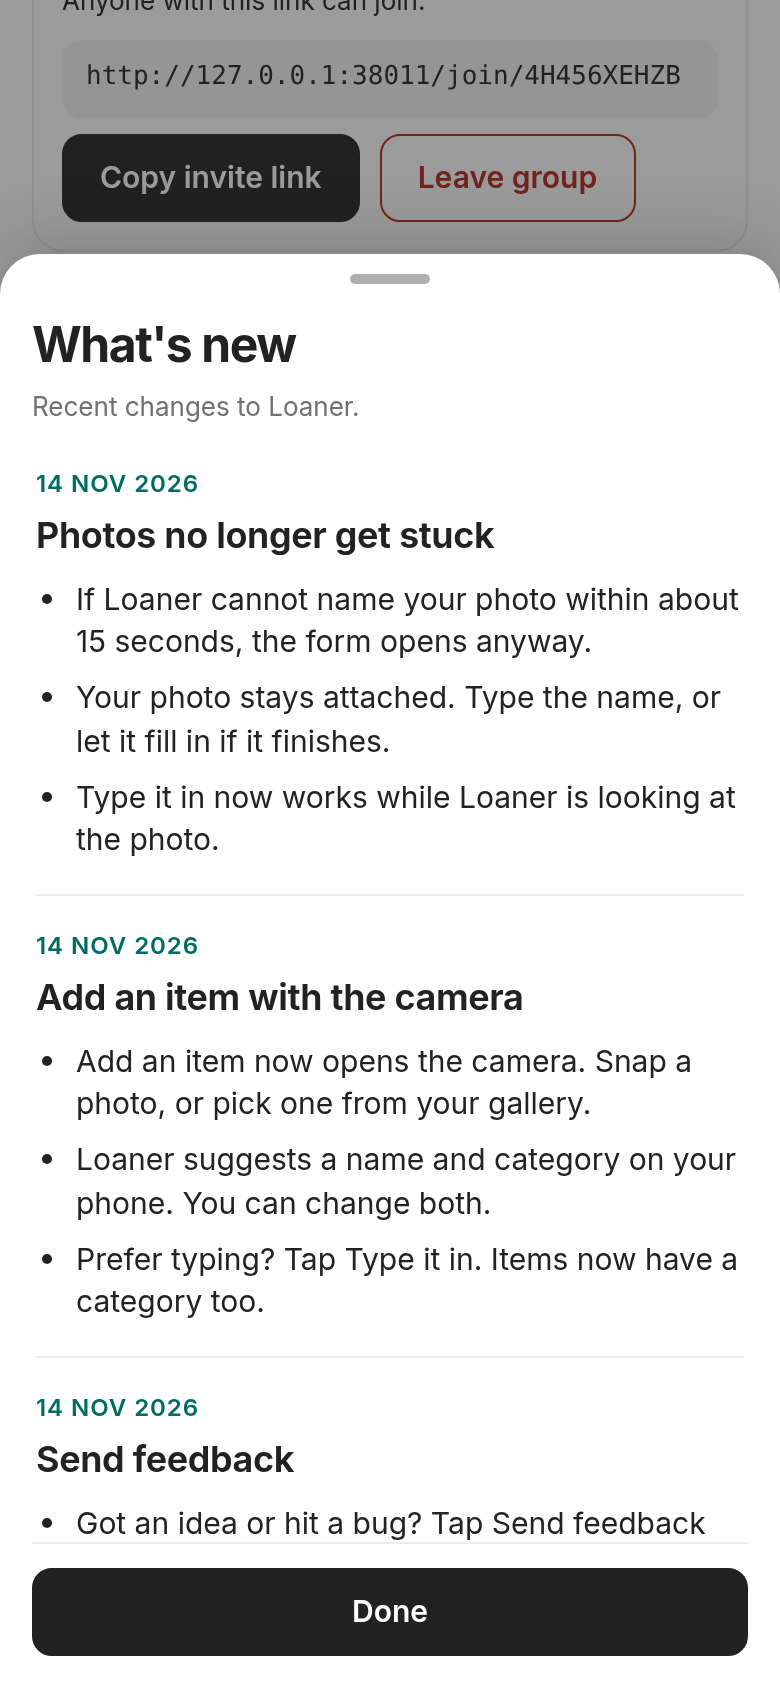 Anyone with this link can join.
http://127.0.0.1:38011/join/4H456XEHZB
Copy invite link
Leave group
What's new
Recent changes to Loaner.
14 NOV 2026
Photos no longer get stuck
• If Loaner cannot name your photo within about
15 seconds, the form opens anyway.
• Your photo stays attached. Type the name, or
let it fill in if it finishes.
• Type it in now works while Loaner is looking at
the photo.
14 NOV 2026
Add an item with the camera
• Add an item now opens the camera. Snap a
photo, or pick one from your gallery.
• Loaner suggests a name and category on your
phone. You can change both.
• Prefer typing? Tap Type it in. Items now have a
category too.
14 NOV 2026
Send feedback
• Got an idea or hit a bug? Tap Send feedback
Done